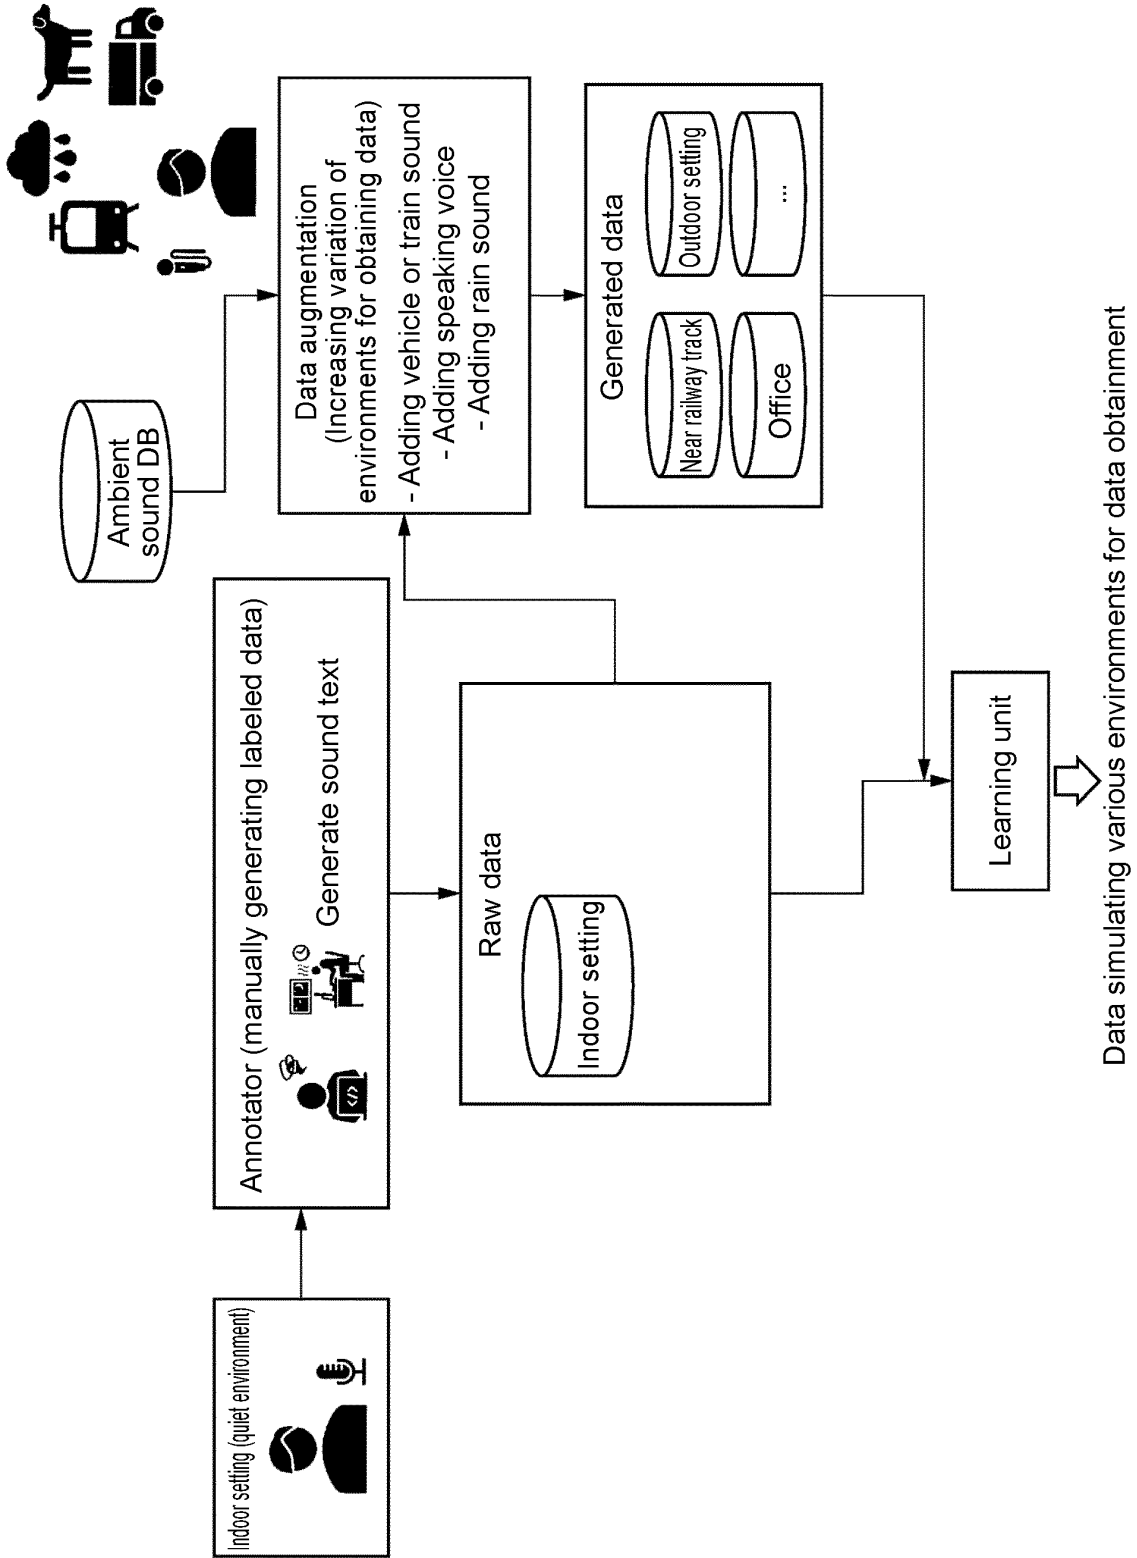 Indoor setting (quiet environment)
Annotator (manually generating labeled data)
Generate sound text
</>
Raw data
Indoor setting
Ambient
sound DB
Data augmentation
(Increasing variation of
environments for obtaining data)
- Adding vehicle or train sound
- Adding speaking voice
- Adding rain sound
Generated data
Near railway track
Outdoor setting
Office
...
Learning unit
Data simulating various environments for data obtainment